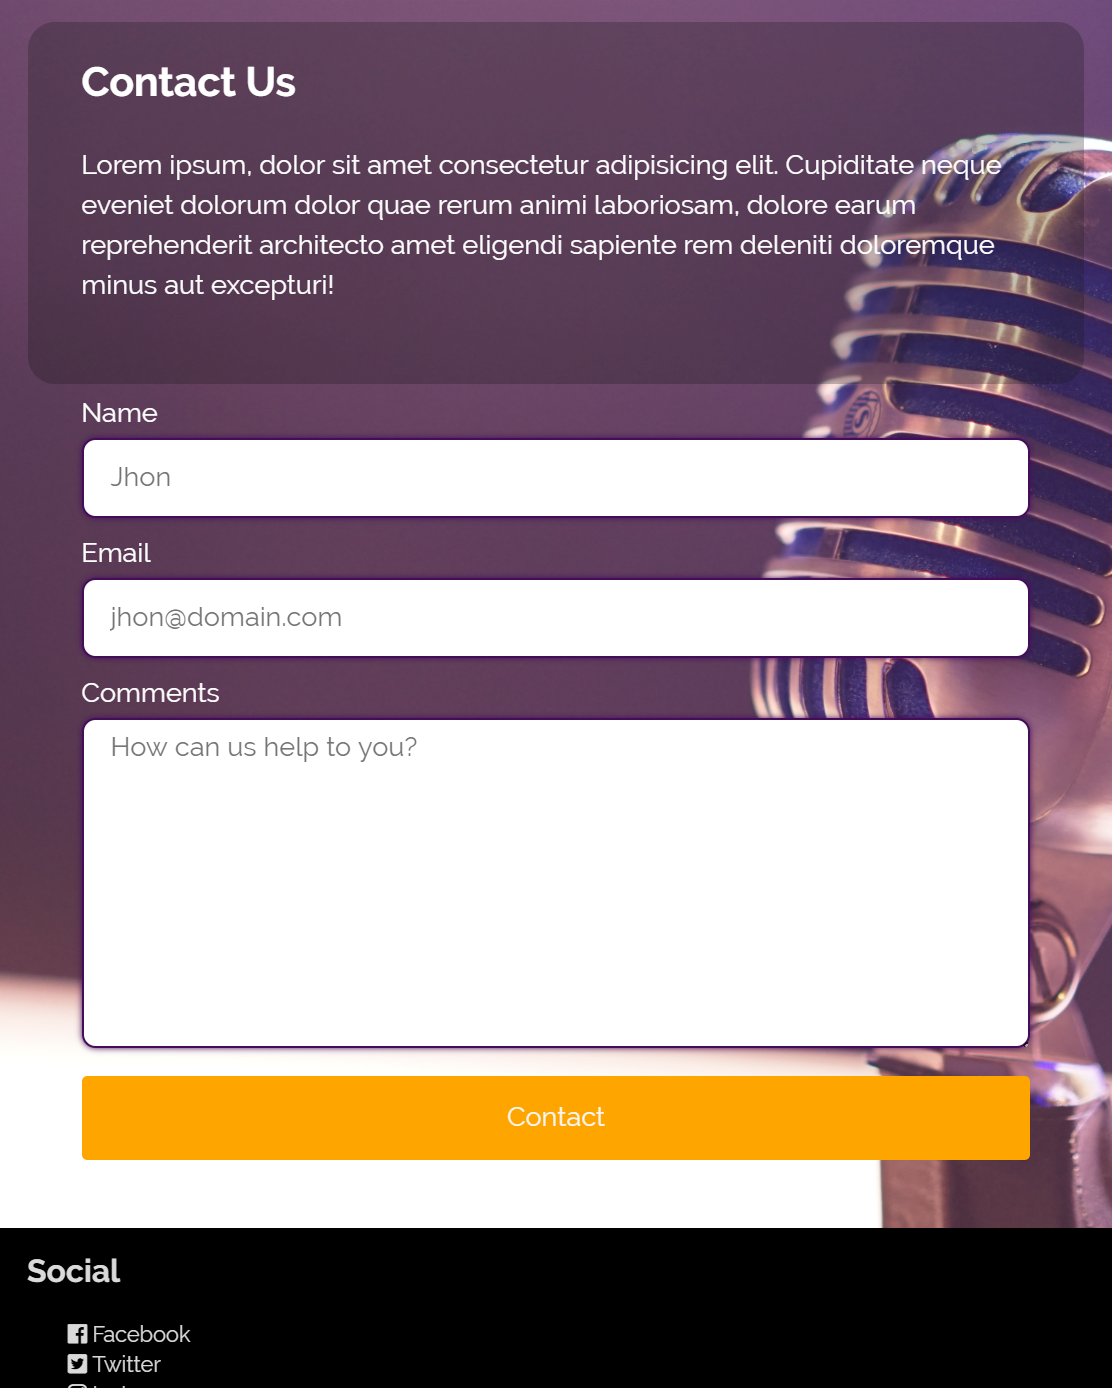 Contact Us
Lorem ipsum, dolor sit amet consectetur adipisicing elit. Cupiditate neque
eveniet dolorum dolor quae rerum animi laboriosam, dolore earum
reprehenderit architecto amet eligendi sapiente rem deleniti doloremque
minus aut excepturi!
Name
Jhon
Email
jhon@domain.com
Comments
How can us help to you?
Contact
Social
Facebook
Twitter